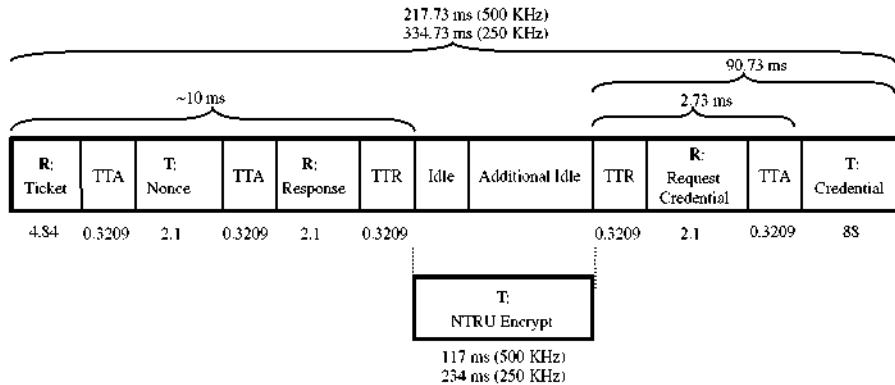 217.73 ms (500 KHz)
334.73 ms (250 KHz)
90.73 ms
~10 ms
2.73 ms
R:
Ticket
TTA
T:
Nonce
TTA
R:
Response
TTR
Idle
Additional Idle
TTR
R:
Request
Credential
TTA
T:
Credential
4.84
0.3209
2.1
0.3209
2.1
0.3209
0.3209
2.1
0.3209
88
T:
NTRU Encrypt
117 ms (500 KHz)
234 ms (250 KHz)